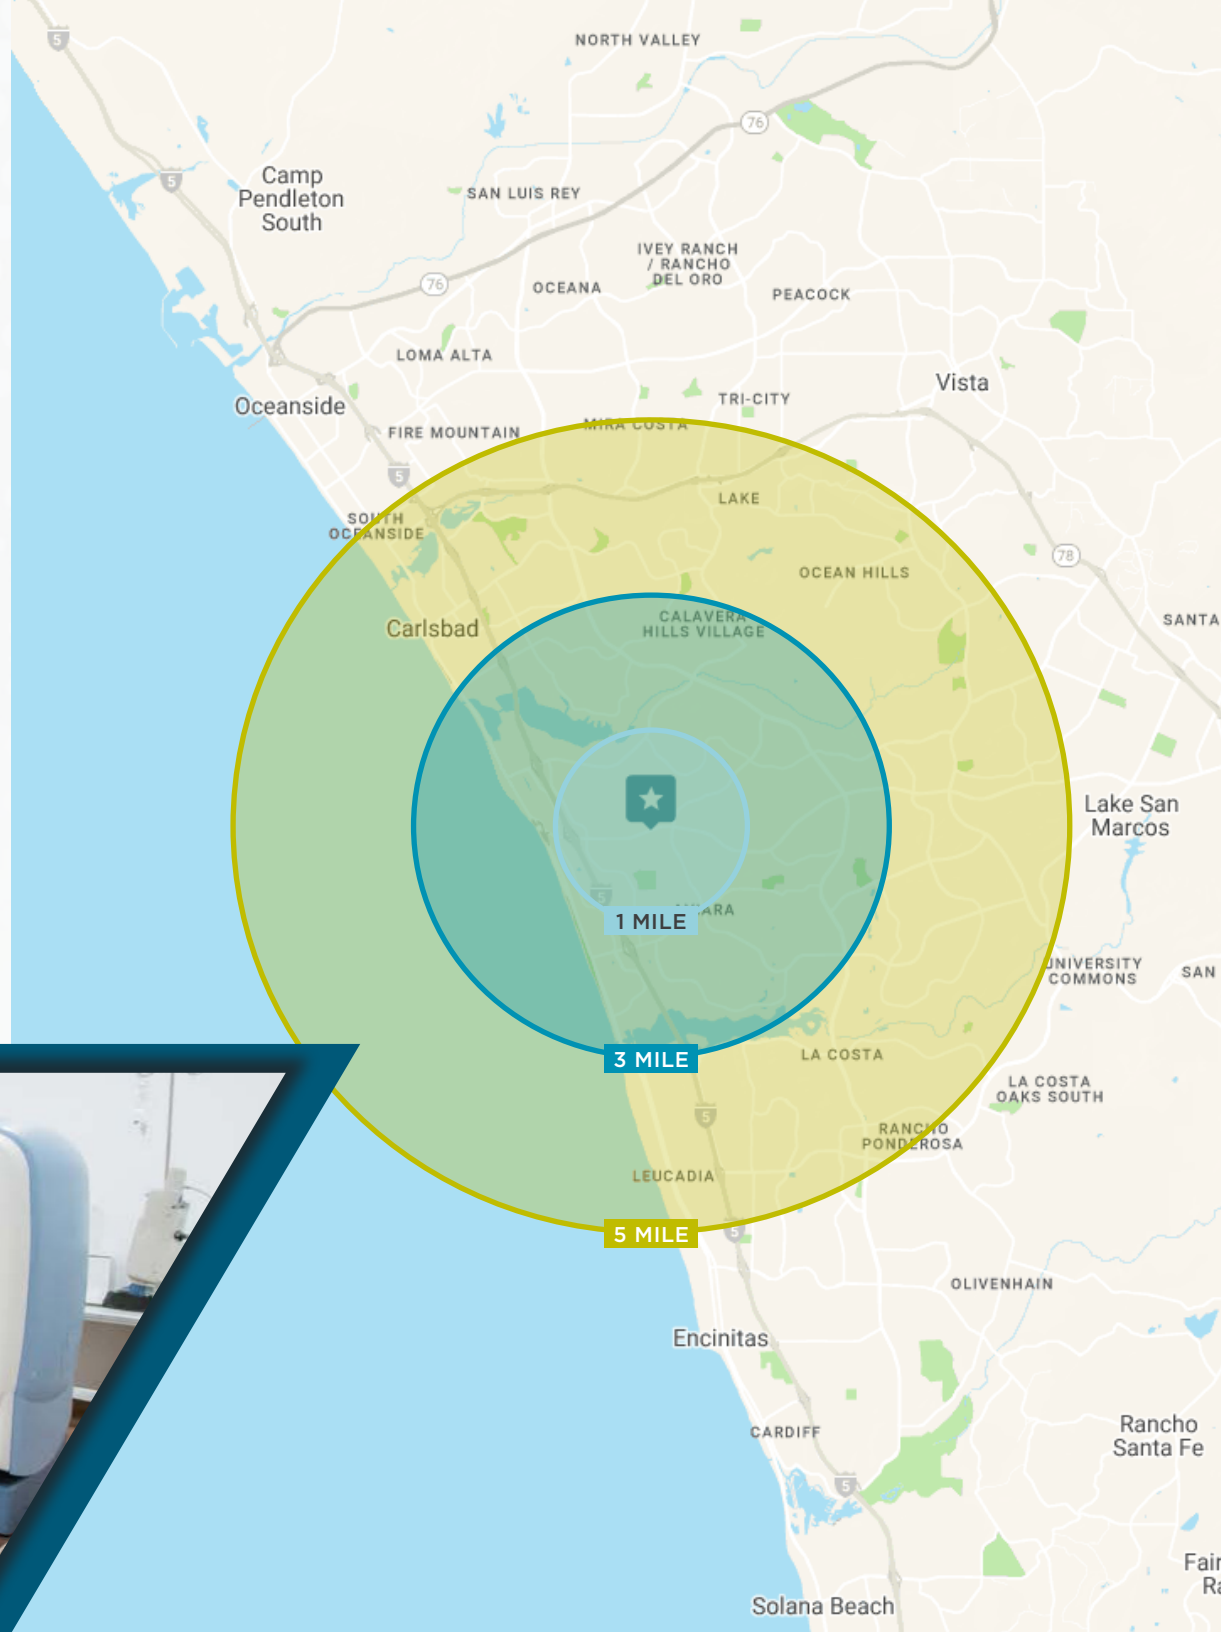 5
NORTH VALLEY
76
5
Camp
Pendleton
South
SAN LUIS REY
IVEY RANCH
/ RANCHO
DEL ORO
76
OCEANA
PEACOCK
LOMA ALTA
Vista
TRI-CITY
Oceanside
MIRA COSTA
FIRE MOUNTAIN
5
LAKE
SOUTH
OCEANSIDE
78
OCEAN HILLS
CALAVERA
HILLS VILLAGE
SANTA
Carlsbad
Lake San
Marcos
5
1 MILE
UNIVERSITY
COMMONS
SAN
3 MILE
LA COSTA
LA COSTA
OAKS SOUTH
5
RANCHO
PONDEROSA
LEUCADIA
5 MILE
5
OLIVENHAIN
Encinitas
CARDIFF
Rancho
Santa Fe
5
Solana Beach